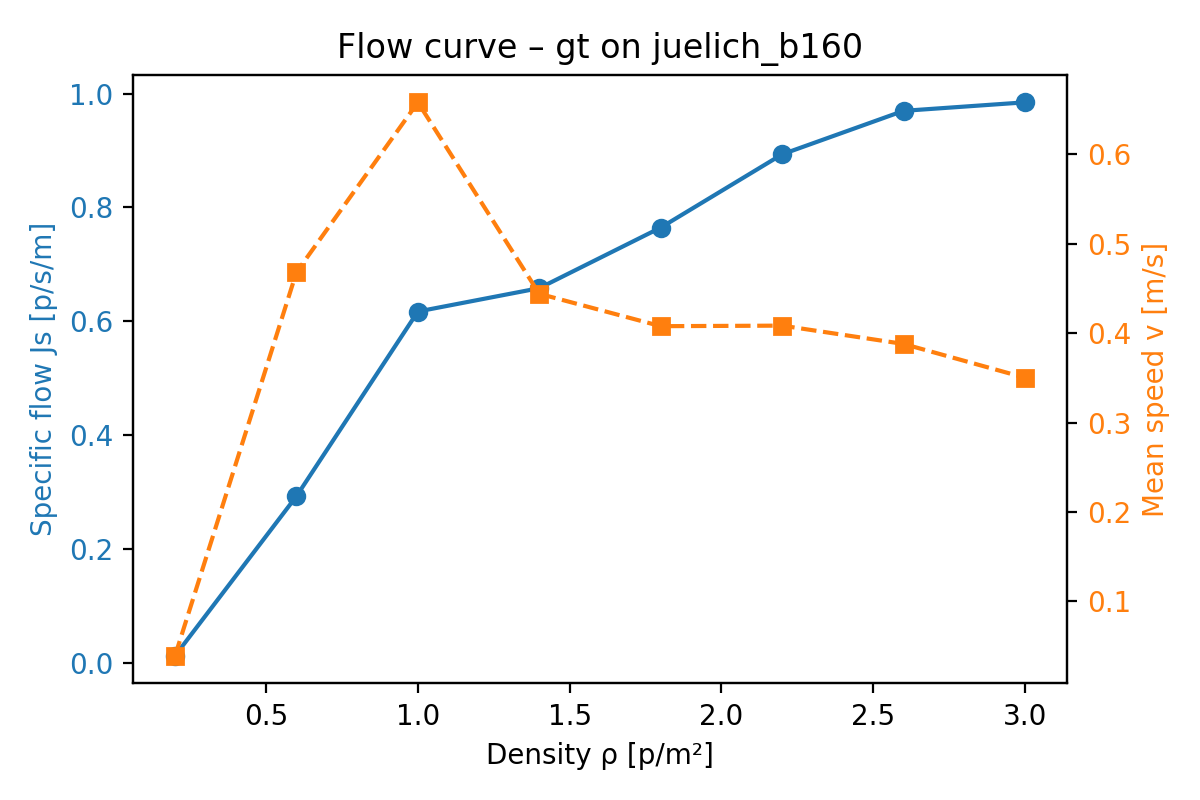 Flow curve – gt on juelich_b160
1.0
0.8
0.6
0.4
0.2
0.0
Specific flow Js [p/s/m]
0.6
0.5
0.4
0.3
0.2
0.1
Mean speed v [m/s]
0.5 1.0 1.5 2.0 2.5 3.0
Density ρ [p/m²]